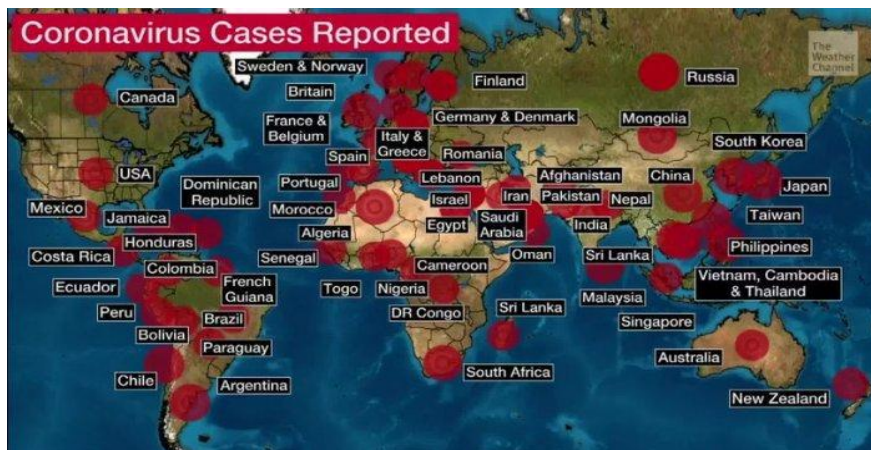 Coronavirus Cases Reported
The
Weather
Channel
Sweden & Norway
Finland
Russia
Canada
Britain
Germany & Denmark
Mongolia
France &
Belgium
Italy &
Greece
South Korea
Spain
Romania
USA
Lebanon
Afghanistan
China
Dominican
Republic
Portugal
Israel
Iran
Pakistan
Nepal
Japan
Mexico
Jamaica
Morocco
Egypt
Saudi
Arabia
India
Taiwan
Honduras
Algeria
Costa Rica
Senegal
Oman
Sri Lanka
Philippines
Colombia
Cameroon
Ecuador
French
Guiana
Togo
Nigeria
Malaysia
Vietnam, Cambodia
& Thailand
Peru
Brazil
DR Congo
Sri Lanka
Singapore
Bolivia
Paraguay
Australia
Chile
Argentina
South Africa
New Zealand